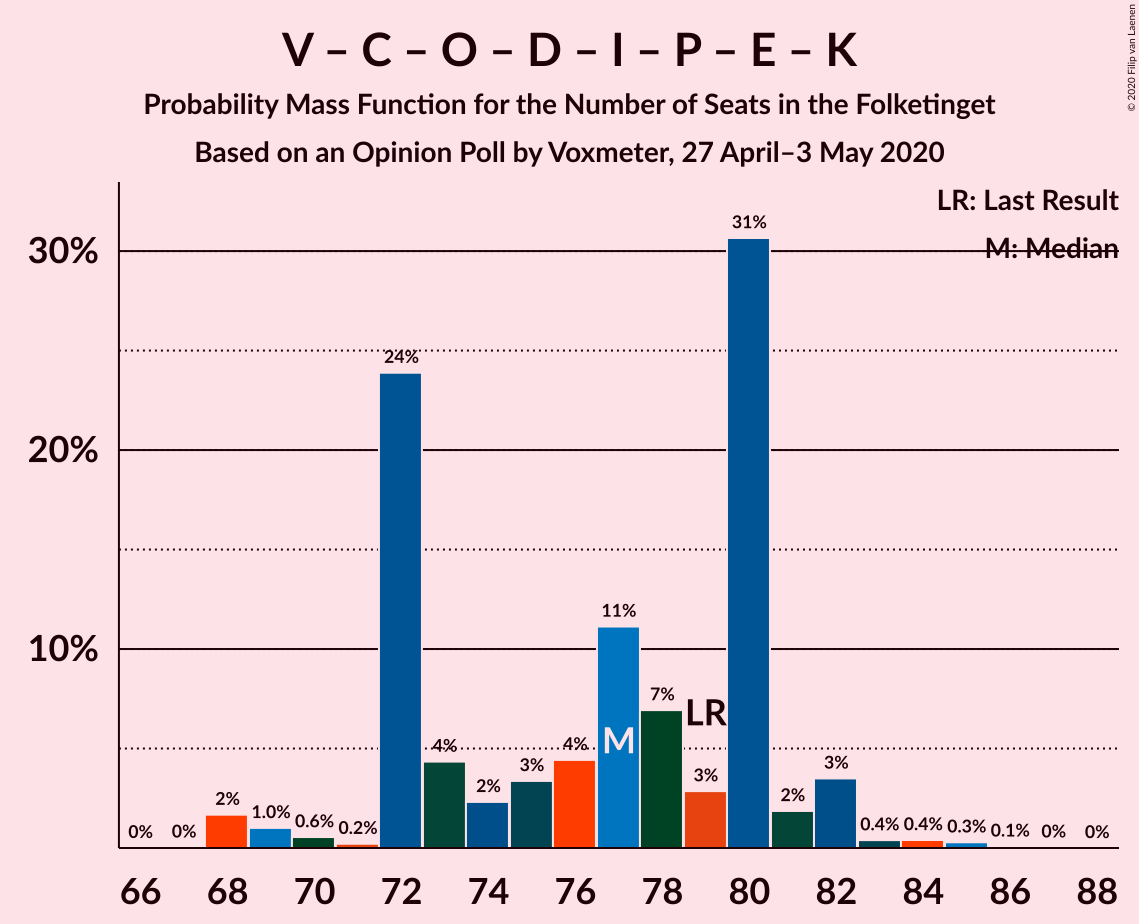 V – C – O – D – I – P – E – K
Probability Mass Function for the Number of Seats in the Folketinget
Based on an Opinion Poll by Voxmeter, 27 April–3 May 2020
© 2020 Filip van Laenen
LR: Last Result
M: Median
30%
20%
10%
0%
0%
2%
1.0%
0.6%
0.2%
24%
4%
2%
3%
4%
11%
M
7%
LR
3%
31%
2%
3%
0.4%
0.4%
0.3%
0.1%
0%
0%
66 68 70 72 74 76 78 80 82 84 86 88